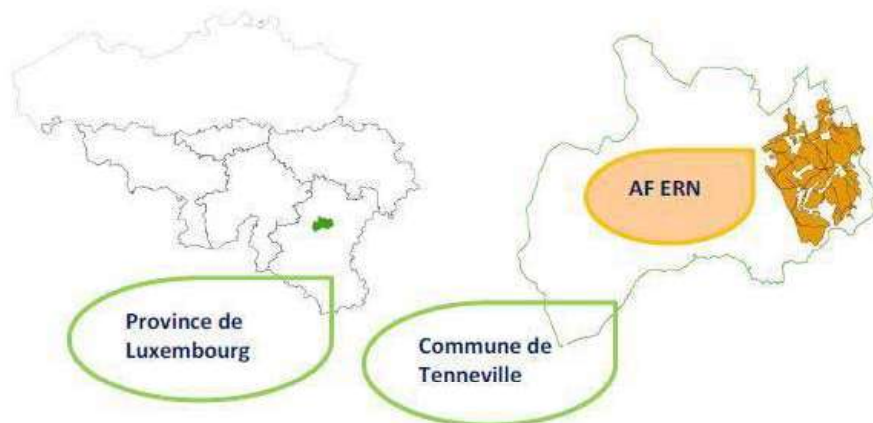 AF ERN
Province de
Luxembourg
Commune de
Tenneville